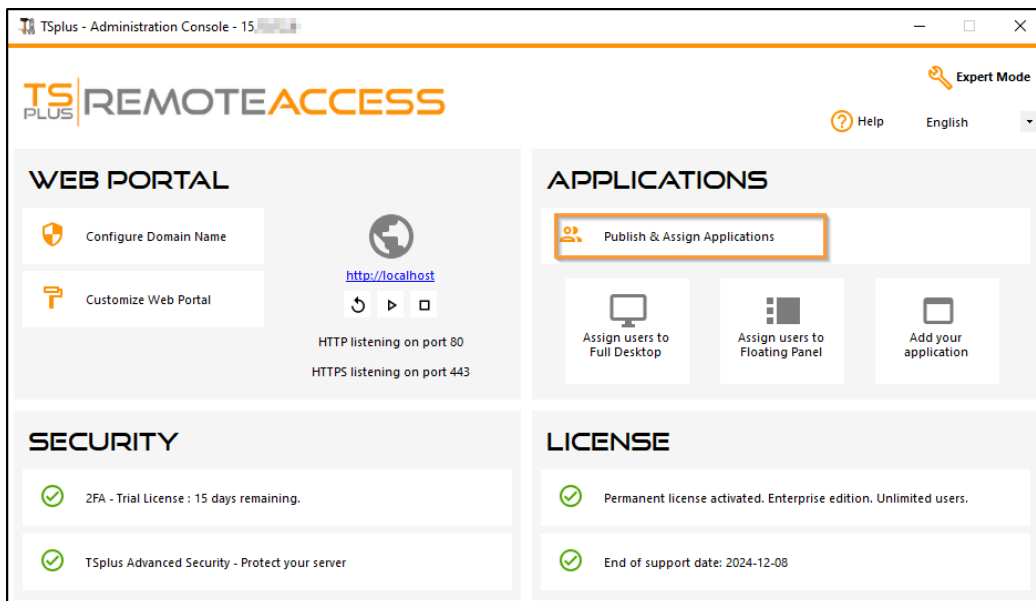 TSplus - Administration Console - 15.
Expert Mode
TS PLUS REMOTEACCESS
Help
English
WEB PORTAL
Configure Domain Name
Customize Web Portal
http://localhost
HTTP listening on port 80
HTTPS listening on port 443
APPLICATIONS
Publish & Assign Applications
Assign users to
Full Desktop
Assign users to
Floating Panel
Add your
application
SECURITY
2FA - Trial License : 15 days remaining.
TSplus Advanced Security - Protect your server
LICENSE
Permanent license activated. Enterprise edition. Unlimited users.
End of support date: 2024-12-08